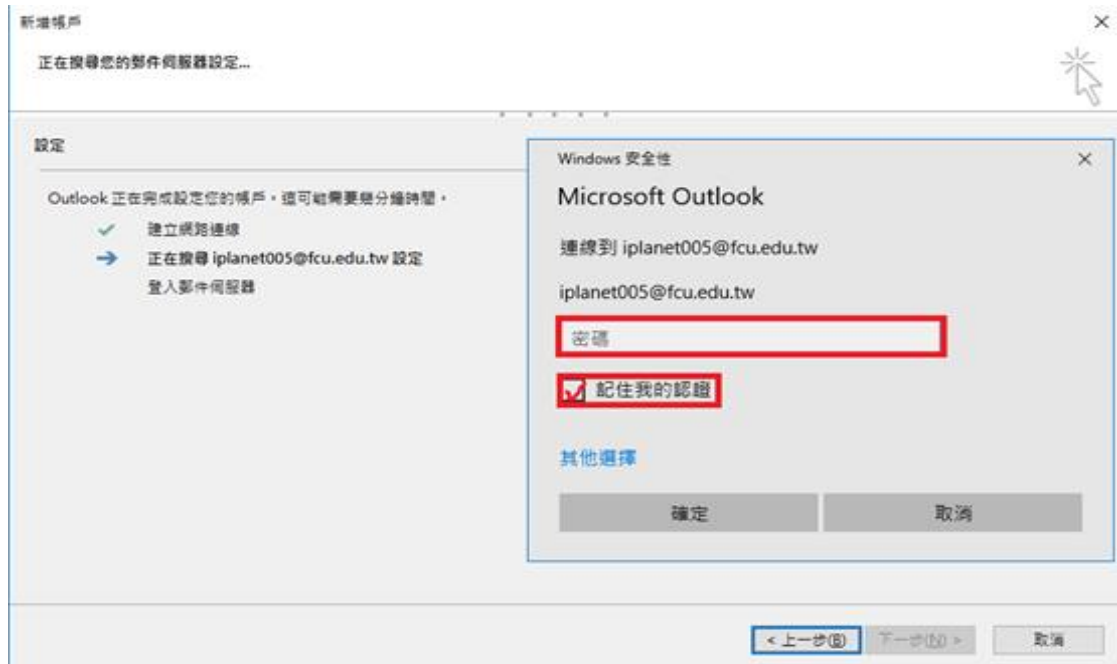 新增帳戶
正在搜尋您的郵件伺服器設定...
設定
Outlook 正在完成設定您的帳戶。這可能需要幾分鐘時間。
建立網路連線
正在搜尋 iplanet005@fcu.edu.tw 設定
登入郵件伺服器
Windows 安全性
Microsoft Outlook
連線到 iplanet005@fcu.edu.tw
iplanet005@fcu.edu.tw
密碼
記住我的認證
其他選擇
確定 取消
< 上一步(B) 下一步(N) > 取消